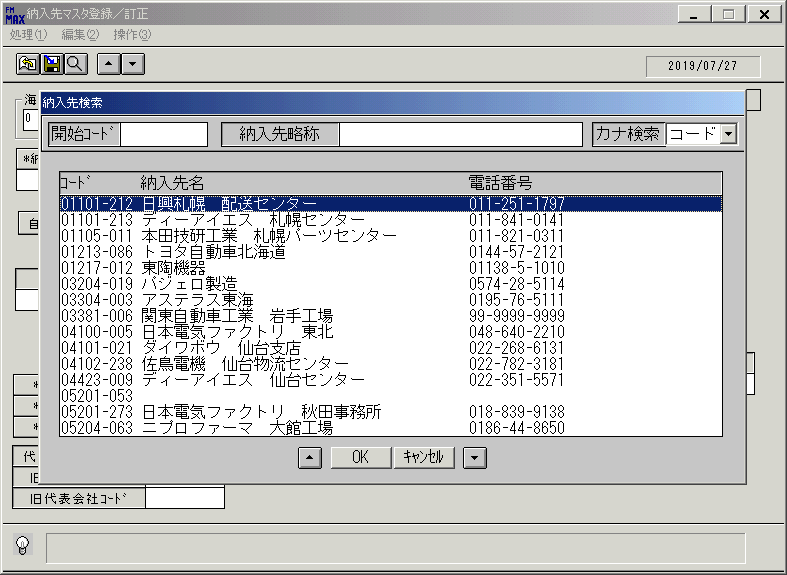 FM MAX 納入先マスタ登録／訂正
処理(1) 編集(2) 操作(3)
2019/07/27
海
0
納入先検索
開始ｺｰﾄﾞ 納入先略称 カナ検索 コード
*納
自
ｺｰﾄﾞ 納入先名 電話番号
01101-212 日興札幌　配送センター 011-251-1797
01101-213 ディーアイエス　札幌センター 011-841-0141
01105-011 本田技研工業　札幌パーツセンター 011-821-0311
01213-086 トヨタ自動車北海道 0144-57-2121
01217-012 東陶機器 01138-5-1010
03204-019 パジェロ製造 0574-28-5114
03304-003 アステラス東海 0195-76-5111
03381-006 関東自動車工業　岩手工場 99-9999-9999
04100-005 日本電気ファクトリ　東北 048-640-2210
04101-021 ダイワボウ　仙台支店 022-268-6131
04102-238 佐鳥電機　仙台物流センター 022-782-3181
04423-009 ディーアイエス　仙台センター 022-351-5571
05201-053
05201-273 日本電気ファクトリ　秋田事務所 018-839-9138
05204-063 ニプロファーマ　大館工場 0186-44-8650
*
*
*
OK ｷｬﾝｾﾙ
代
旧
旧代表会社ｺｰﾄﾞ